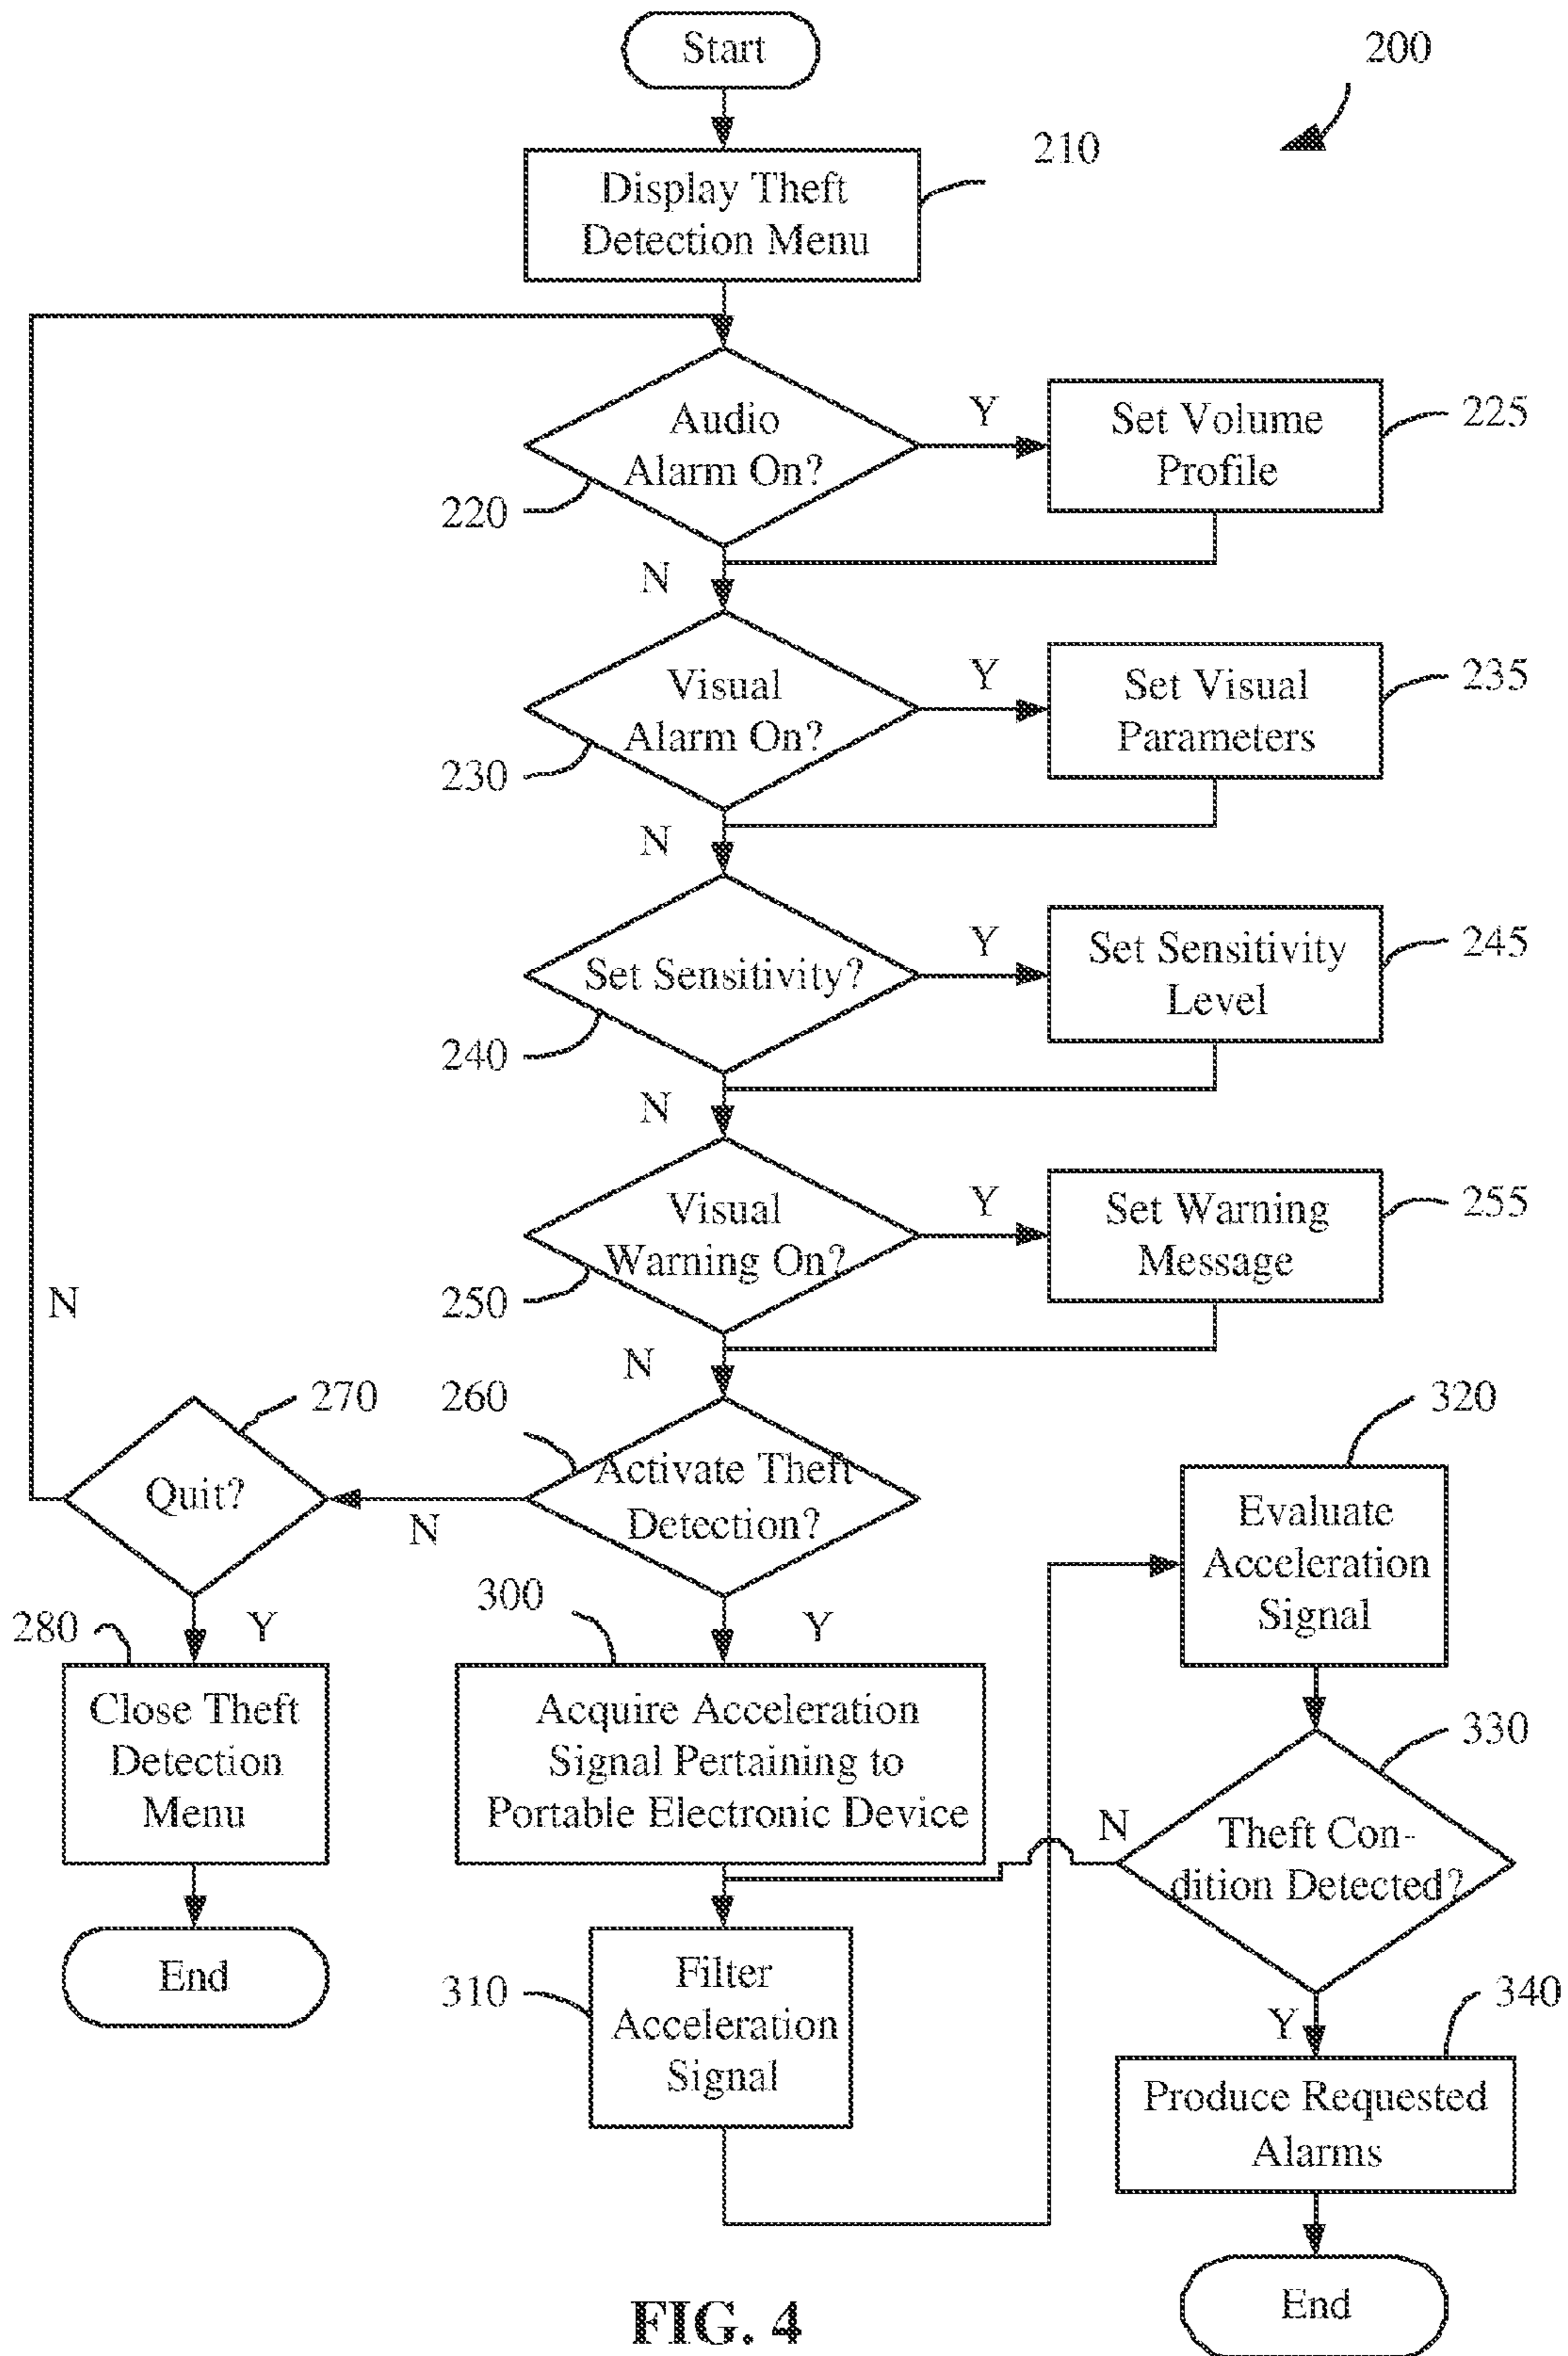 Start
200
210
Display Theft
Detection Menu
Audio
Alarm On?
Y
Set Volume
Profile
225
220
N
Visual
Alarm On?
Y
Set Visual
Parameters
235
230
N
Set Sensitivity?
Y
Set Sensitivity
Level
245
240
N
Visual
Warning On?
Y
Set Warning
Message
255
250
N
N
270
Quit?
260
Activate Theft
Detection?
N
320
Evaluate
Acceleration
Signal
280
Y
Close Theft
Detection
Menu
End
300
Y
Acquire Acceleration
Signal Pertaining to
Portable Electronic Device
330
N
Theft Con-
dition Detected?
310
Filter
Acceleration
Signal
Y
340
Produce Requested
Alarms
End
FIG. 4